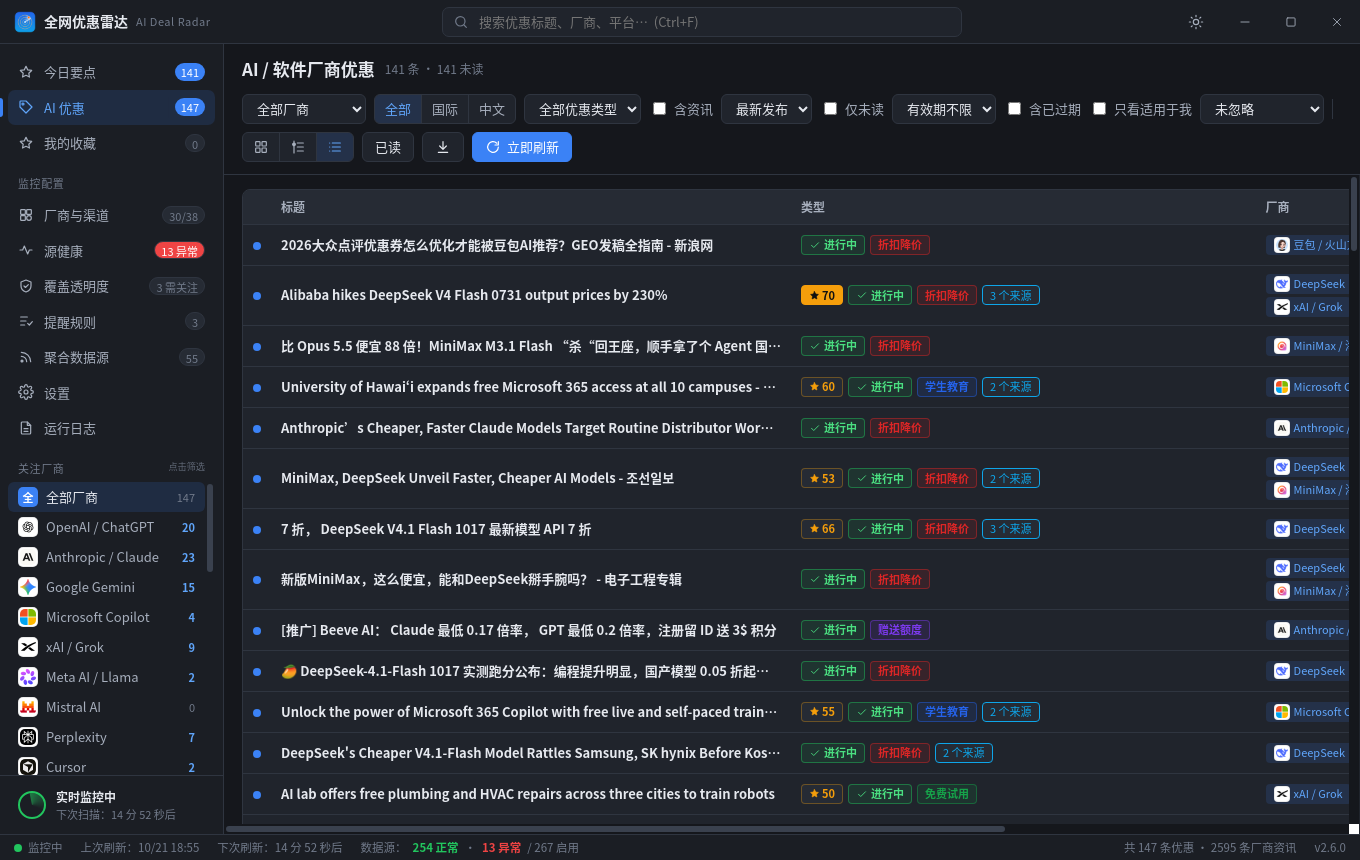 全网优惠雷达 AI Deal Radar
搜索优惠标题、厂商、平台… (Ctrl+F)
今日要点 141
AI 优惠 147
我的收藏 0
监控配置
厂商与渠道 30/38
源健康 13 异常
覆盖透明度 3 需关注
提醒规则 3
聚合数据源 55
设置
运行日志
关注厂商 点击筛选
全 全部厂商 147
OpenAI / ChatGPT 20
Anthropic / Claude 23
Google Gemini 15
Microsoft Copilot 4
xAI / Grok 9
Meta AI / Llama 2
Mistral AI 0
Perplexity 7
Cursor 2
实时监控中
下次扫描：14 分 52 秒后
AI / 软件厂商优惠 141 条 · 141 未读
全部厂商 全部 国际 中文 全部优惠类型 含资讯 最新发布 仅未读 有效期不限 含已过期 只看适用于我 未忽略
已读 立即刷新
标题 类型 厂商
2026大众点评优惠券怎么优化才能被豆包AI推荐？GEO发稿全指南 - 新浪网 进行中 折扣降价 豆包 / 火山
Alibaba hikes DeepSeek V4 Flash 0731 output prices by 230% ★ 70 进行中 折扣降价 3 个来源 DeepSeek
xAI / Grok
比 Opus 5.5 便宜 88 倍！MiniMax M3.1 Flash “杀“回王座，顺手拿了个 Agent 国… 进行中 折扣降价 MiniMax /
University of Hawaiʻi expands free Microsoft 365 access at all 10 campuses - … ★ 60 进行中 学生教育 2 个来源 Microsoft C
Anthropic’s Cheaper, Faster Claude Models Target Routine Distributor Wor… 进行中 折扣降价 Anthropic /
MiniMax, DeepSeek Unveil Faster, Cheaper AI Models - 조선일보 ★ 53 进行中 折扣降价 2 个来源 DeepSeek
MiniMax /
7 折， DeepSeek V4.1 Flash 1017 最新模型 API 7 折 ★ 66 进行中 折扣降价 3 个来源 DeepSeek
新版MiniMax，这么便宜，能和DeepSeek掰手腕吗？ - 电子工程专辑 进行中 折扣降价 DeepSeek
MiniMax /
[推广] Beeve AI： Claude 最低 0.17 倍率， GPT 最低 0.2 倍率，注册留 ID 送 3$ 积分 进行中 赠送额度 Anthropic /
🥭 DeepSeek-4.1-Flash 1017 实测跑分公布：编程提升明显，国产模型 0.05 折起… 进行中 折扣降价 DeepSeek
Unlock the power of Microsoft 365 Copilot with free live and self-paced train… ★ 55 进行中 学生教育 2 个来源 Microsoft C
DeepSeek's Cheaper V4.1-Flash Model Rattles Samsung, SK hynix Before Kos… 进行中 折扣降价 2 个来源 DeepSeek
AI lab offers free plumbing and HVAC repairs across three cities to train robots ★ 50 进行中 免费试用 xAI / Grok
监控中 上次刷新：10/21 18:55 下次刷新：14 分 52 秒后 数据源： 254 正常 · 13 异常 / 267 启用 共 147 条优惠 · 2595 条厂商资讯 v2.6.0